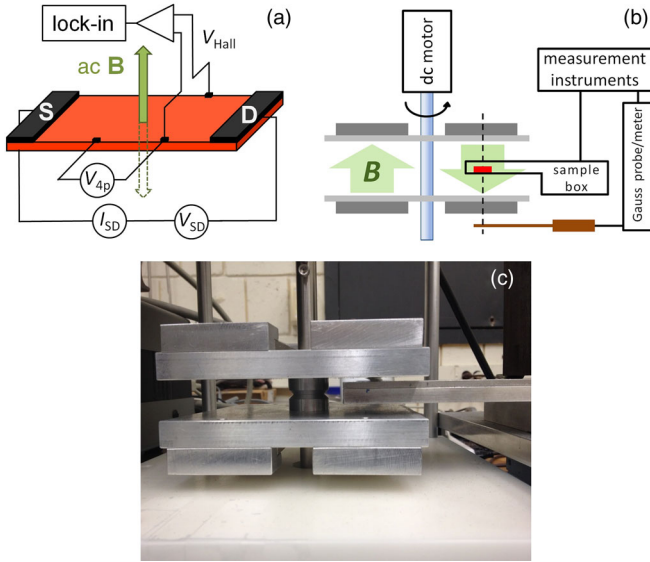 (a)
lock-in
V_Hall
ac B
S
D
V_4p
I_SD
V_SD
(b)
dc motor
measurement
instruments
B
sample
box
Gauss probe/meter
(c)